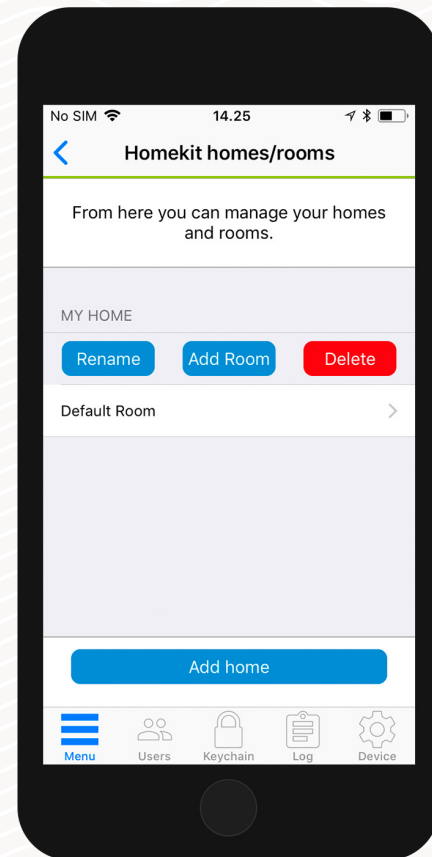 No SIM 14.25
Homekit homes/rooms
From here you can manage your homes
and rooms.
MY HOME
Rename Add Room Delete
Default Room
Add home
Menu Users Keychain Log Device